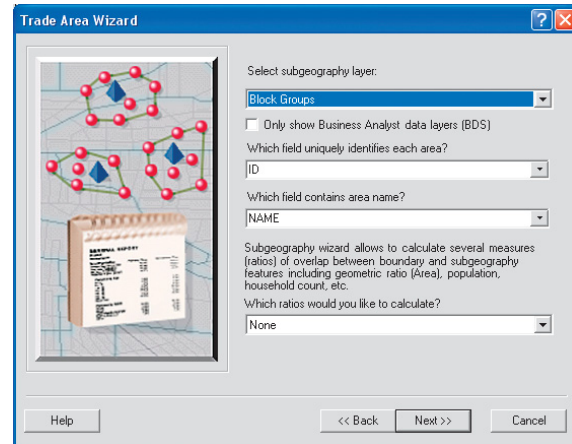 Trade Area Wizard
Select subgeography layer:
Block Groups
Only show Business Analyst data layers (BDS)
Which field uniquely identifies each area?
ID
Which field contains area name?
NAME
Subgeography wizard allows to calculate several measures
(ratios) of overlap between boundary and subgeography
features including geometric ratio (Area), population,
household count, etc.
Which ratios would you like to calculate?
None
Help
<< Back
Next >>
Cancel